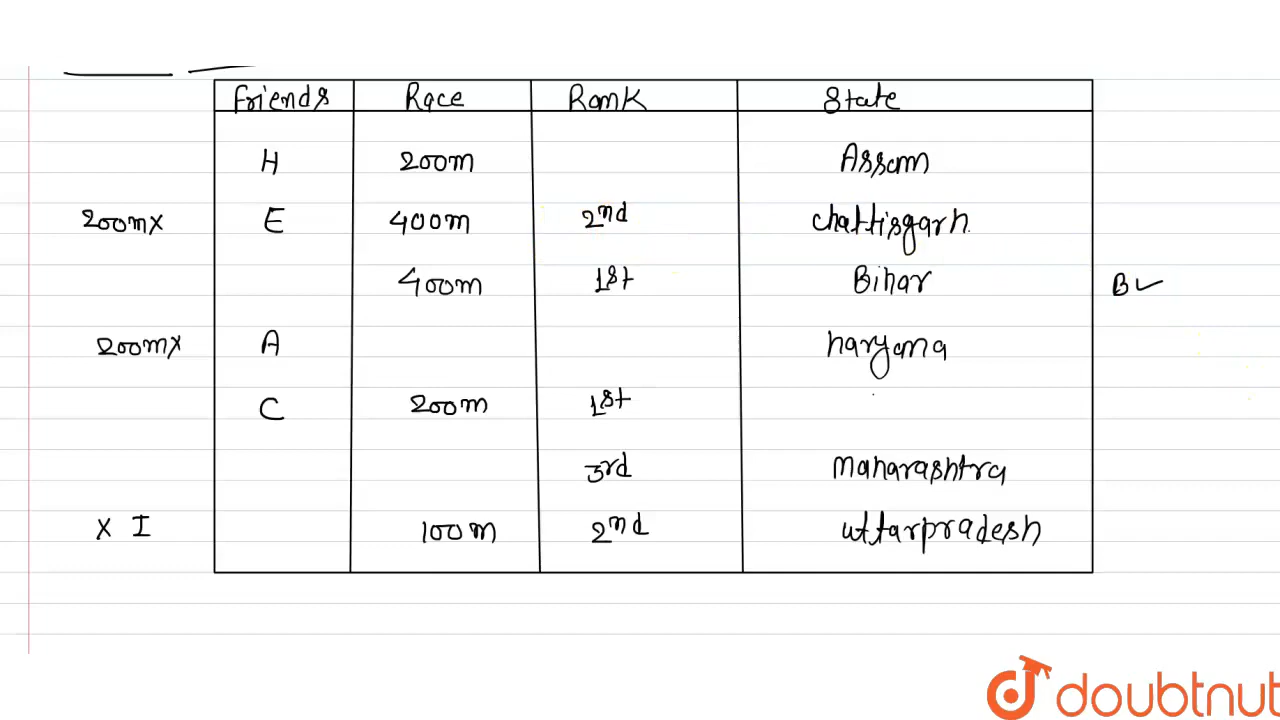 Friends Race Rank State
H 200m Assam
200m x E 400m 2nd chattisgarh
400m 1st Bihar B✓
200m x A haryana
C 200m 1st
3rd maharashtra
x I 100m 2nd uttarpradesh
doubtnut